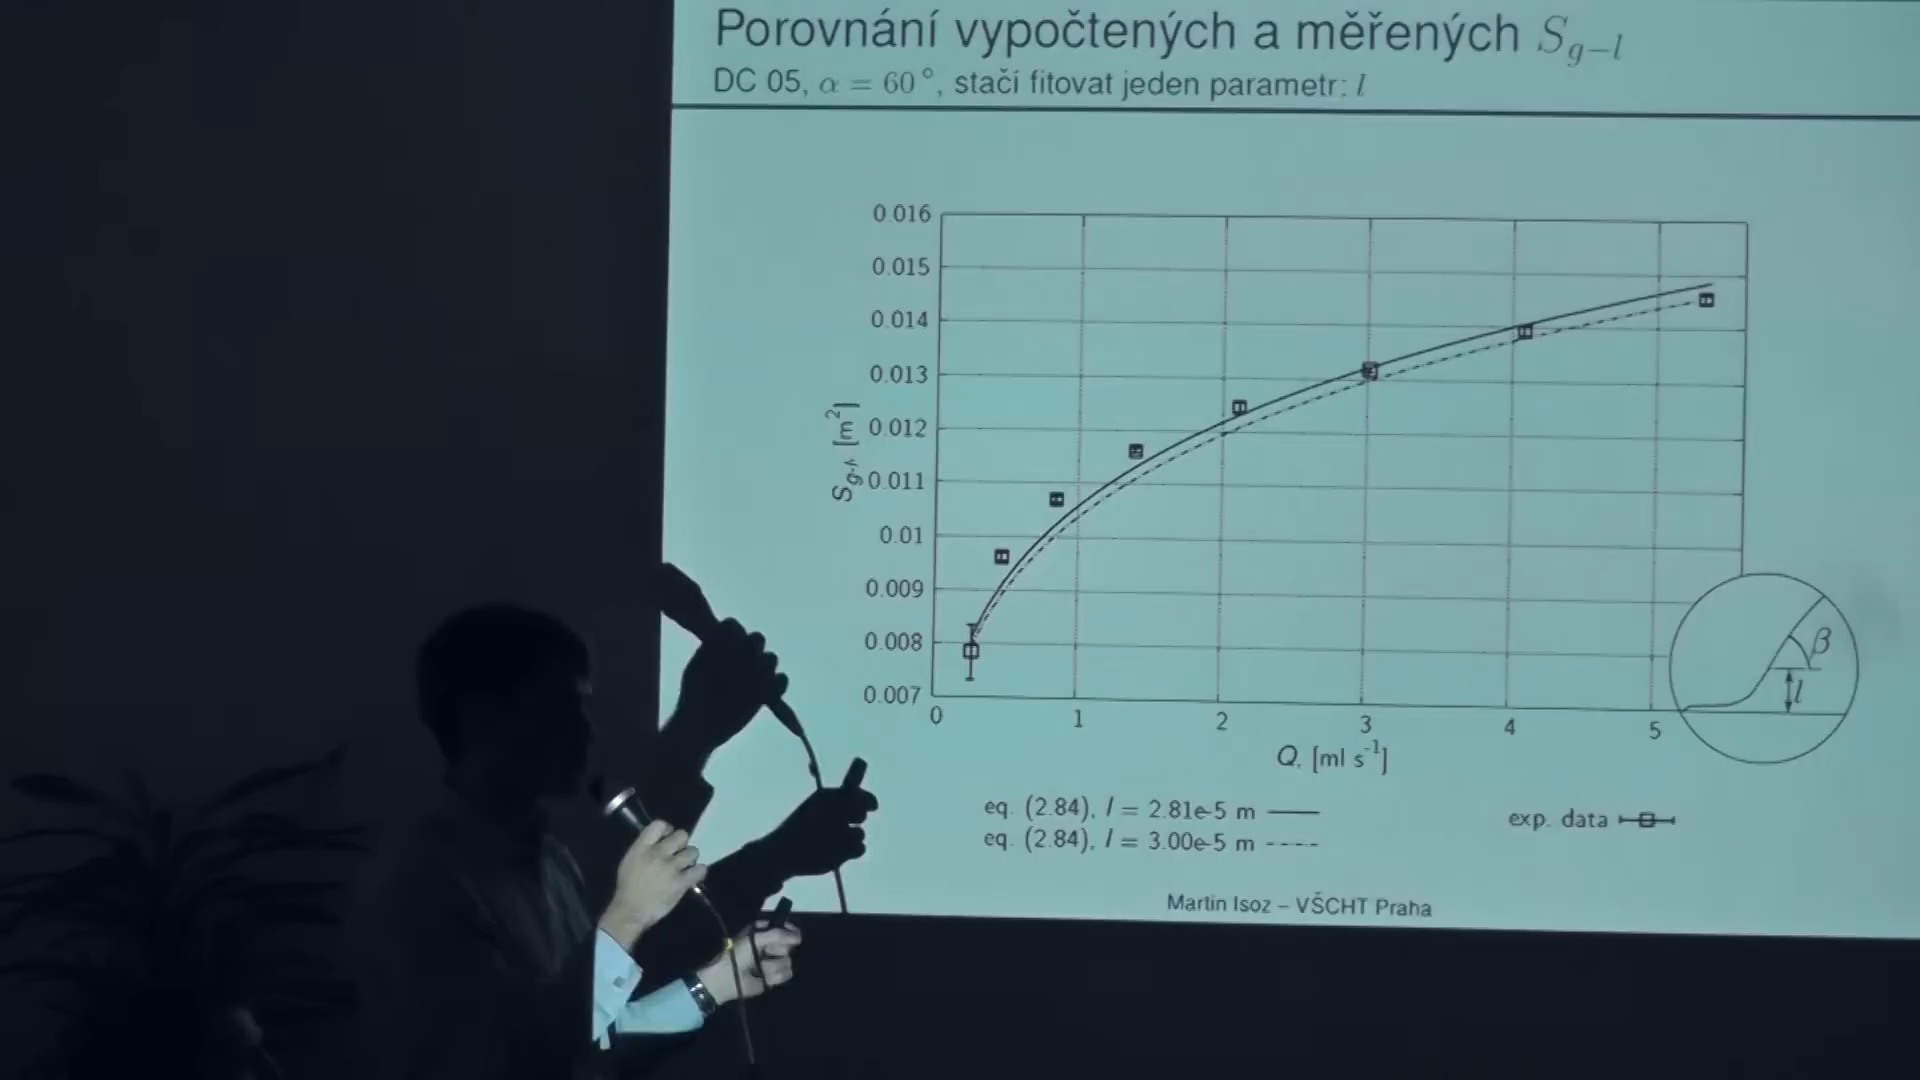 Porovnání vypočtených a měřených S_{g-l}
DC 05, α = 60°, stačí fitovat jeden parametr: l
0.016
0.015
0.014
0.013
0.012
0.011
0.01
0.009
0.008
0.007
S_{g-l}, [m²]
0 1 2 3 4 5
Q, [ml s⁻¹]
β
l
eq. (2.84), l = 2.81e-5 m
eq. (2.84), l = 3.00e-5 m
exp. data
Martin Isoz – VŠCHT Praha